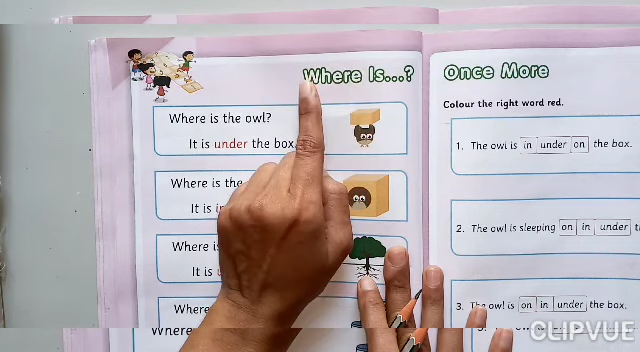 Where Is...?
Where is the owl?
It is under the box.
Where is the
It is
Where is
It is
Where
Where
Once More
Colour the right word red.
1. The owl is in under on the box.
2. The owl is sleeping on in under
3. The owl is on in under the box.
CLIPVUE